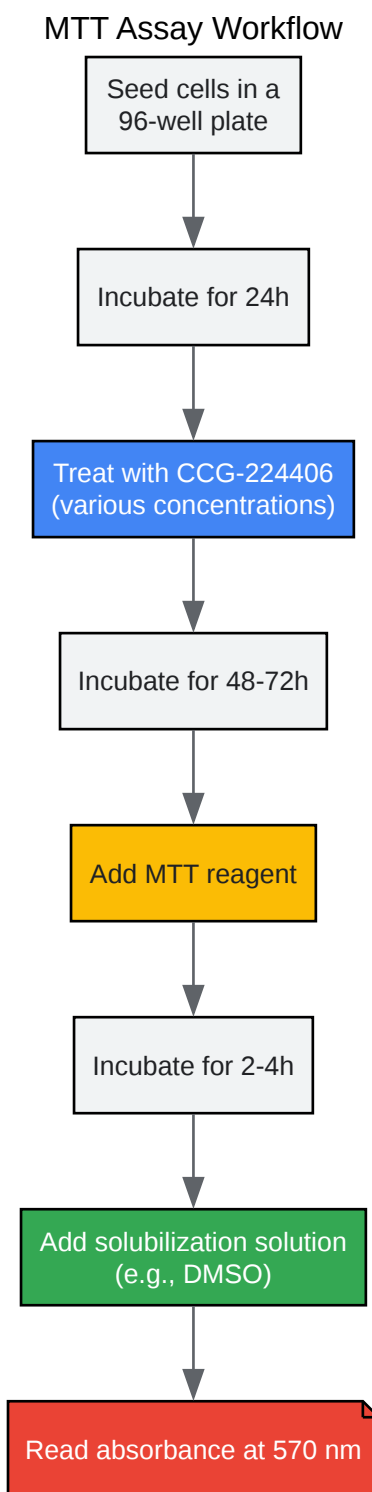 MTT Assay Workflow
Seed cells in a
96-well plate
Incubate for 24h
Treat with CCG-224406
(various concentrations)
Incubate for 48-72h
Add MTT reagent
Incubate for 2-4h
Add solubilization solution
(e.g., DMSO)
Read absorbance at 570 nm